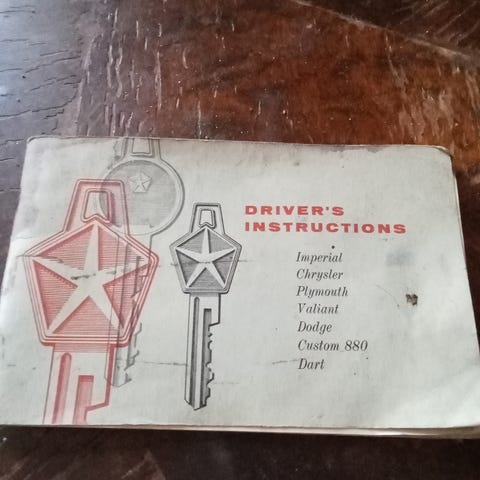 DRIVER'S
INSTRUCTIONS
Imperial
Chrysler
Plymouth
Valiant
Dodge
Custom 880
Dart